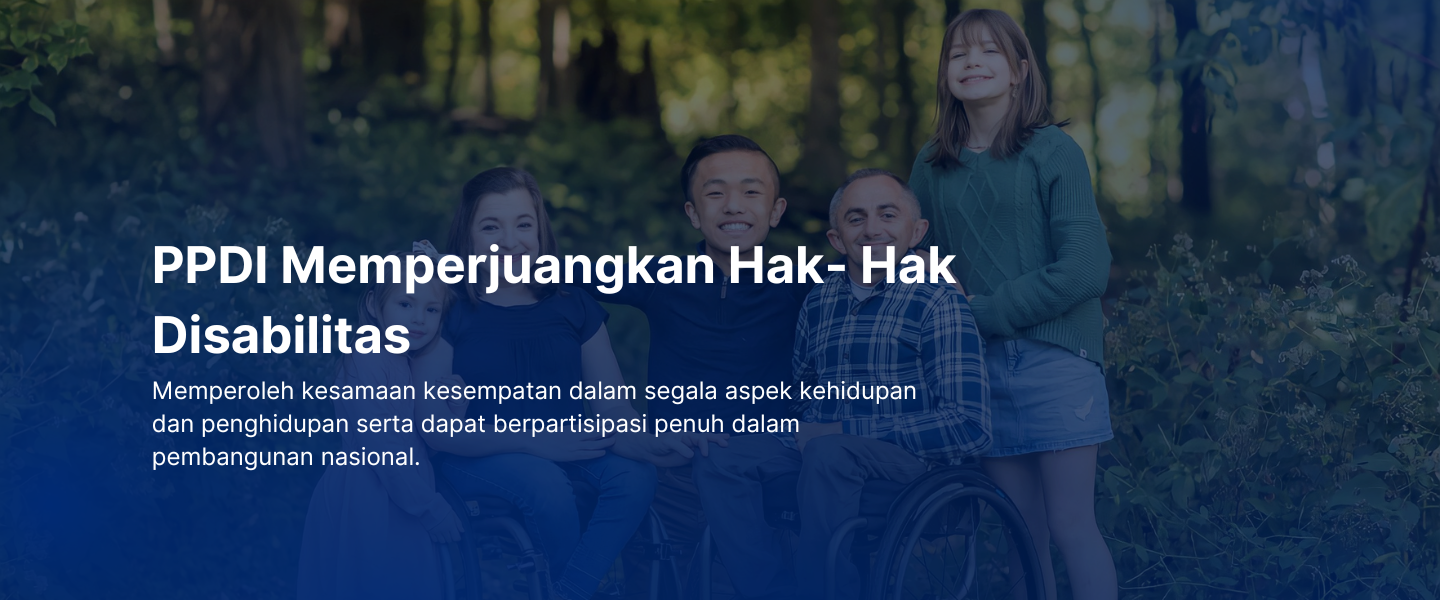 PPDI Memperjuangkan Hak- Hak
Disabilitas
Memperoleh kesamaan kesempatan dalam segala aspek kehidupan
dan penghidupan serta dapat berpartisipasi penuh dalam
pembangunan nasional.